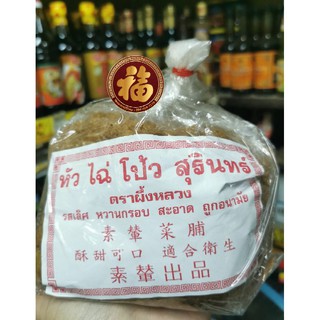 福
หัว ไฉ่ โป้ว สุรินทร์
ตราผึ้งหลวง
รสเลิศ หวานกรอบ สะอาด ถูกอนามัย
素輦菜脯
酥甜可口 適合衛生
素輦出品